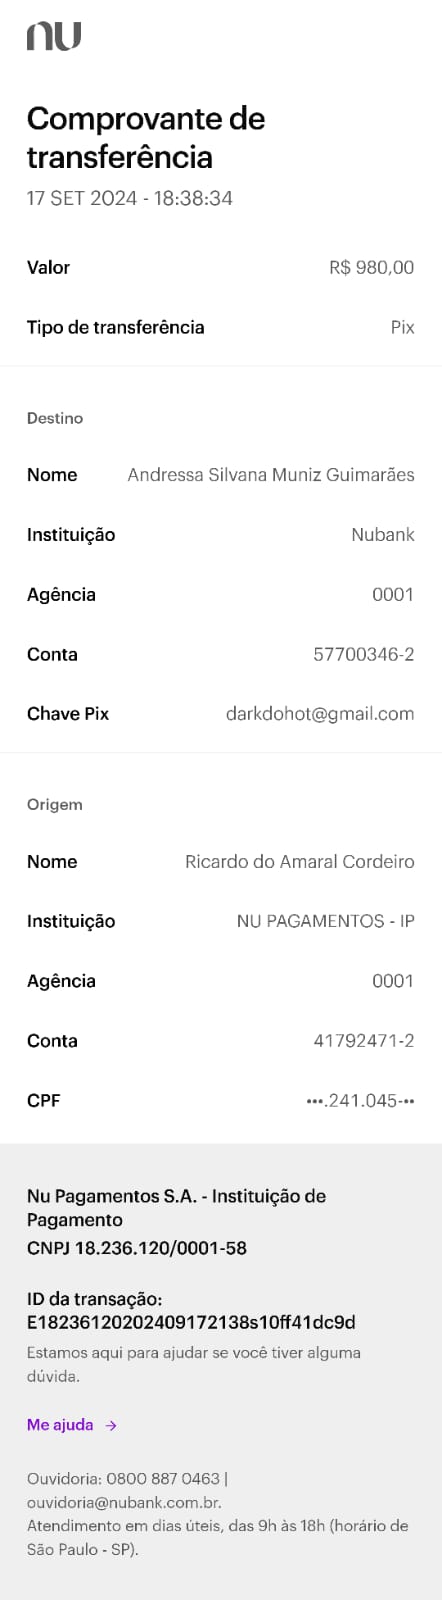 nu
Comprovante de
transferência
17 SET 2024 - 18:38:34
Valor R$ 980,00
Tipo de transferência Pix
Destino
Nome Andressa Silvana Muniz Guimarães
Instituição Nubank
Agência 0001
Conta 57700346-2
Chave Pix darkdohot@gmail.com
Origem
Nome Ricardo do Amaral Cordeiro
Instituição NU PAGAMENTOS - IP
Agência 0001
Conta 41792471-2
CPF •••.241.045-••
Nu Pagamentos S.A. - Instituição de
Pagamento
CNPJ 18.236.120/0001-58
ID da transação:
E18236120202409172138s10ff41dc9d
Estamos aqui para ajudar se você tiver alguma
dúvida.
Me ajuda →
Ouvidoria: 0800 887 0463 |
ouvidoria@nubank.com.br.
Atendimento em dias úteis, das 9h às 18h (horário de
São Paulo - SP).